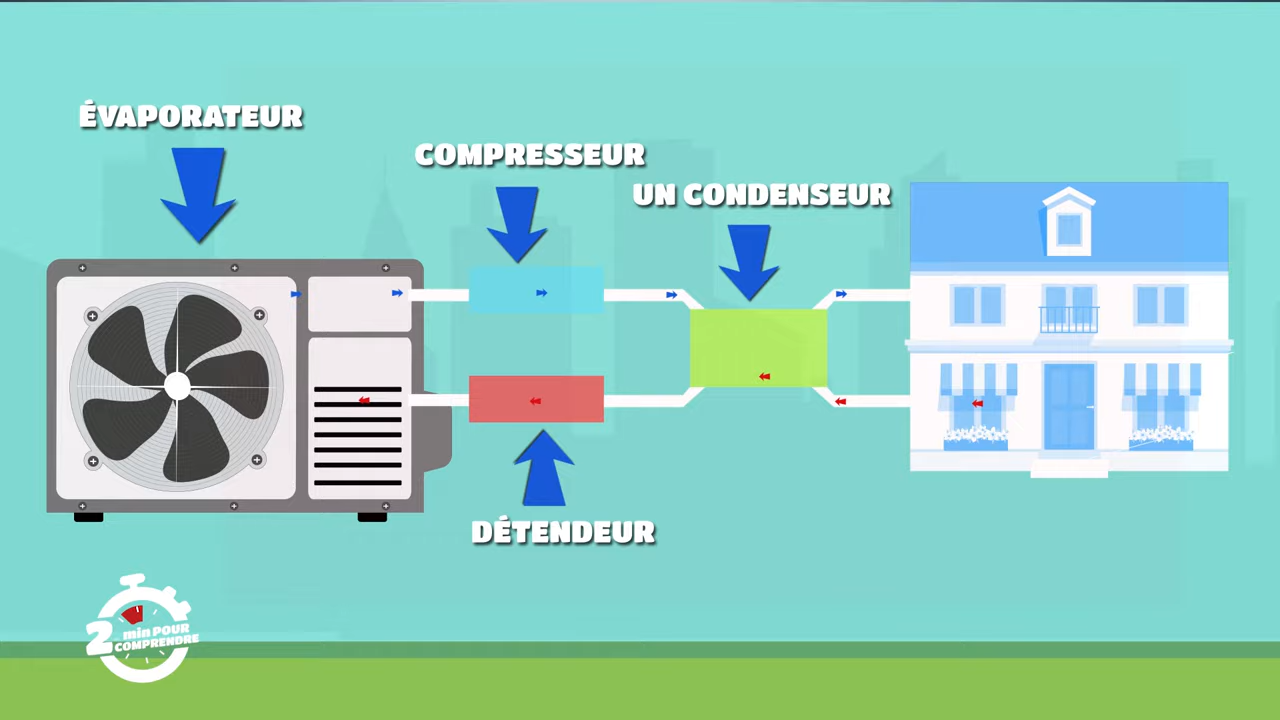 ÉVAPORATEUR
COMPRESSEUR
UN CONDENSEUR
DÉTENDEUR
2 min POUR
COMPRENDRE